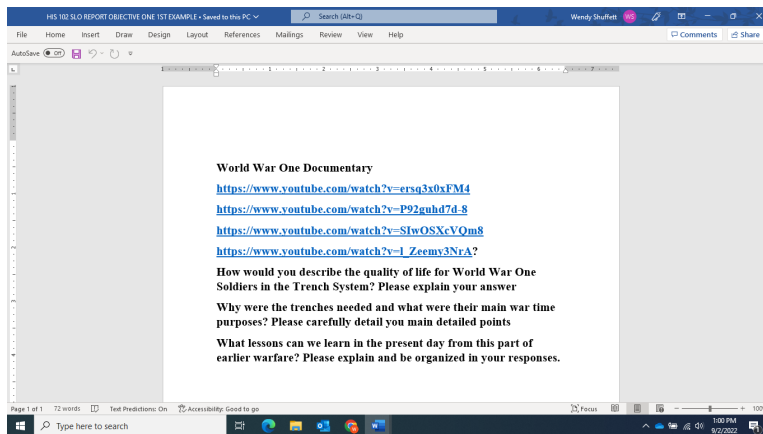 HIS 102 SLO REPORT OBJECTIVE ONE 1ST EXAMPLE • Saved to this PC
Search (Alt+Q)
Wendy Shuffett WS
File Home Insert Draw Design Layout References Mailings Review View Help
Comments Share
AutoSave Off
1 2 3 4 5 6 7
World War One Documentary
https://www.youtube.com/watch?v=ersq3x0xFM4
https://www.youtube.com/watch?v=P92guhd7d-8
https://www.youtube.com/watch?v=SIwOSXcVQm8
https://www.youtube.com/watch?v=l_Zeemy3NrA?
How would you describe the quality of life for World War One
Soldiers in the Trench System? Please explain your answer
Why were the trenches needed and what were their main war time
purposes? Please carefully detail you main detailed points
What lessons can we learn in the present day from this part of
earlier warfare? Please explain and be organized in your responses.
Page 1 of 1 72 words Text Predictions: On Accessibility: Good to go Focus
Type here to search
1:00 PM
9/2/2022